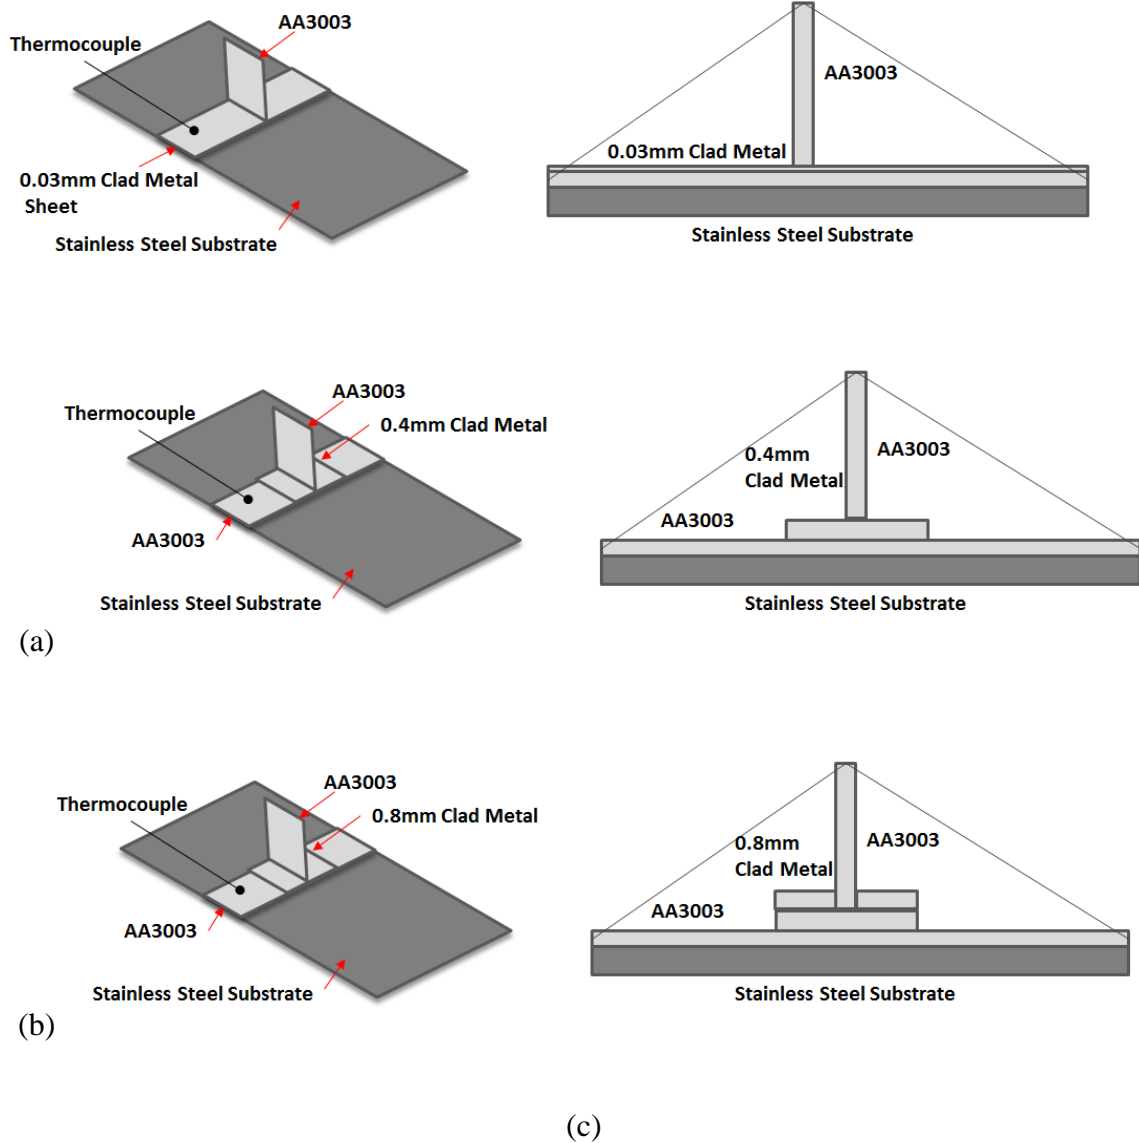 AA3003
Thermocouple
0.03mm Clad Metal
Sheet
Stainless Steel Substrate
AA3003
0.03mm Clad Metal
Stainless Steel Substrate
AA3003
Thermocouple
0.4mm Clad Metal
AA3003
Stainless Steel Substrate
0.4mm
Clad Metal
AA3003
AA3003
Stainless Steel Substrate
(a)
AA3003
Thermocouple
0.8mm Clad Metal
AA3003
Stainless Steel Substrate
0.8mm
Clad Metal
AA3003
AA3003
Stainless Steel Substrate
(b)
(c)